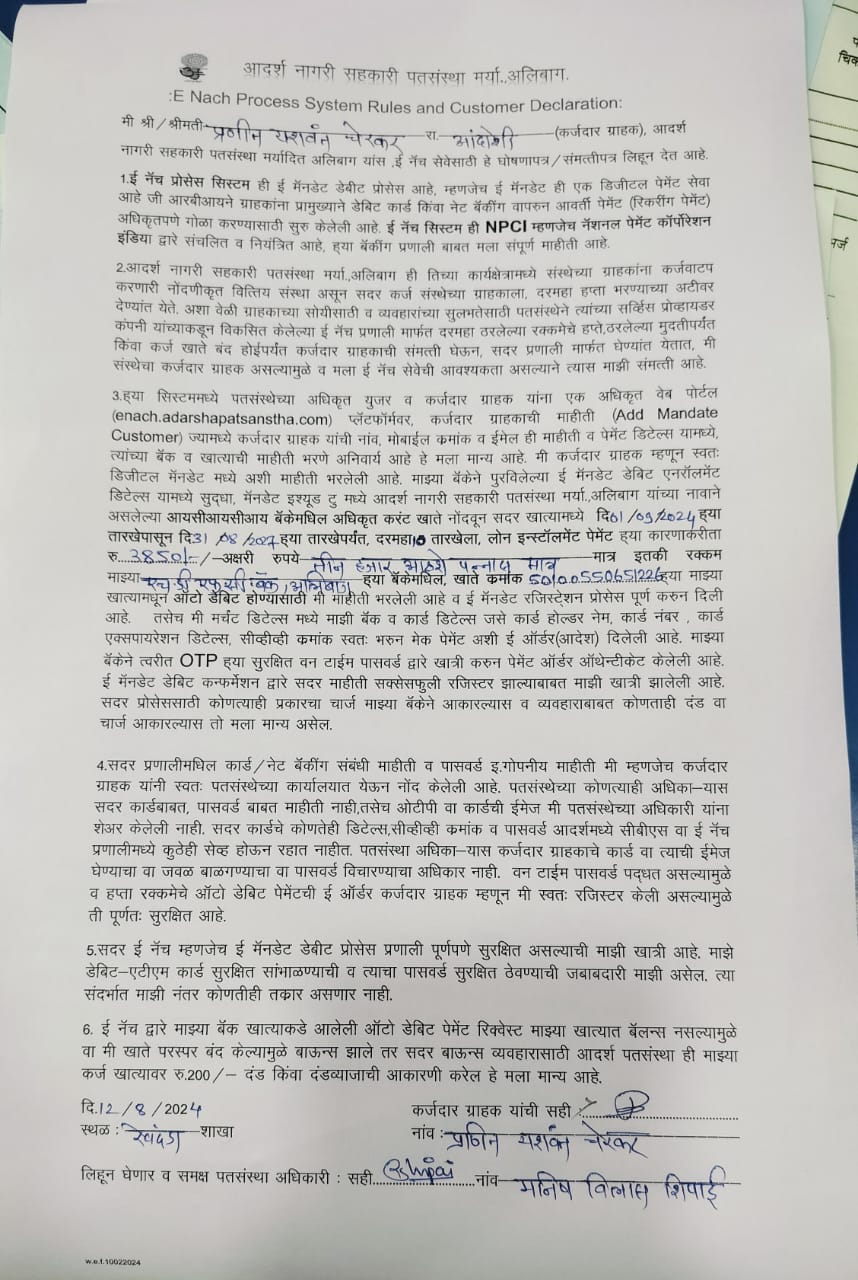 आदर्श नागरी सहकारी पतसंस्था मर्या.,अलिबाग.
:E Nach Process System Rules and Customer Declaration:
मी श्री/श्रीमती प्रविण यशवंत चेरकर रा. आंदोशी (कर्जदार ग्राहक), आदर्श
नागरी सहकारी पतसंस्था मर्यादित अलिबाग यांस ,ई नॅच सेवेसाठी हे घोषणापत्र/संमत्तीपत्र लिहून देत आहे.
1.ई नॅच प्रोसेस सिस्टिम ही ई मॅनडेट डेबीट प्रोसेस आहे, म्हणजेच ई मॅनडेट ही एक डिजिटल पेमेंट सेवा
आहे जी आरबीआयने ग्राहकांना प्रामुख्याने डेबिट कार्ड किंवा नेट बॅकींग वापरुन आवर्ती पेमेंट (रिकरींग पेमेंट)
अधिकृतपणे गोळा करण्यासाठी सुरु केलेली आहे. ई नॅच सिस्टम ही NPCI म्हणजेच नॅशनल पेमेंट कॉर्पोरेशन
इंडिया द्वारे संचलित व नियंत्रित आहे, हया बॅकींग प्रणाली बाबत मला संपूर्ण माहीती आहे.
2.आदर्श नागरी सहकारी पतसंस्था मर्या.,अलिबाग ही तिच्या कार्यक्षेत्रामध्ये संस्थेच्या ग्राहकांना कर्जवाटप
करणारी नोंदणीकृत वित्तिय संस्था असून सदर कर्ज संस्थेच्या ग्राहकाला, दरमहा हप्ता भरण्याच्या अटीवर
देण्यांत येते. अशा वेळी ग्राहकाच्या सोयीसाठी व व्यवहारांच्या सुलभतेसाठी पतसंस्थेने त्यांच्या सर्व्हिस प्रोव्हायडर
कंपनी यांच्याकडून विकसित केलेल्या ई नॅच प्रणाली मार्फत दरमहा ठरलेल्या रक्कमेचे हप्ते,ठरलेल्या मुदतीपर्यंत
किंवा कर्ज खाते बंद होईपर्यंत कर्जदार ग्राहकाची संमत्ती घेऊन, सदर प्रणाली मार्फत घेण्यांत येतात, मी
संस्थेचा कर्जदार ग्राहक असल्यामुळे व मला ई नॅच सेवेची आवश्यकता असल्याने त्यास माझी संमत्ती आहे.
3.हया सिस्टिममध्ये पतसंस्थेच्या अधिकृत युजर व कर्जदार ग्राहक यांना एक अधिकृत वेब पोर्टल
(enach.adarshapatsanstha.com) प्लॅटफॉर्मवर, कर्जदार ग्राहकाची माहीती (Add Mandate
Customer) ज्यामध्ये कर्जदार ग्राहक यांची नांव, मोबाईल क्रमांक व ईमेल ही माहीती व पेमेंट डिटेल्स यामध्ये,
त्यांच्या बॅक व खात्याची माहीती भरणे अनिवार्य आहे हे मला मान्य आहे. मी कर्जदार ग्राहक म्हणून स्वतः
डिजीटल मॅनडेट मध्ये अशी माहीती भरलेली आहे. माझ्या बॅकेने पुरविलेल्या ई मॅनडेट डेबिट एनरॉलमेंट
डिटेल्स यामध्ये सुद्धा, मॅनडेट इश्यूड टु मध्ये आदर्श नागरी सहकारी पतसंस्था मर्या.,अलिबाग यांच्या नावाने
असलेल्या आयसीआयसीआय बॅकेमधिल अधिकृत करंट खाते नोंदवून सदर खात्यामध्ये दि 01/09/2024 हया
तारखेपासून दि 31/08/2027 हया तारखेपर्यंत, दरमहा 10 तारखेला, लोन इन्स्टॉलमेंट पेमेंट हया कारणाकरीता
रु. 3850/-/-अक्षरी रुपये तीन हजार आठशे पन्नास मात्र मात्र इतकी रक्कम
माझ्या एच.डी.एफ.सी.बँक, अलिबाग हया बॅकेमधिल, खाते क्रमांक 50100550651226 हया माझ्या
खात्यामधून ऑटो डेबिट होण्यासाठी मी माहीती भरलेली आहे व ई मॅनडेट रजिस्ट्रेशन प्रोसेस पूर्ण करुन दिली
आहे. तसेच मी मर्चंट डिटेल्स मध्ये माझी बॅक व कार्ड डिटेल्स जसे कार्ड होल्डर नेम, कार्ड नंबर , कार्ड
एक्सपायरेशन डिटेल्स, सीव्हीव्ही क्रमांक स्वतः भरुन मेक पेमेंट अशी ई ऑर्डर(आदेश) दिलेली आहे. माझ्या
बॅकेने त्वरीत OTP हया सुरक्षित वन टाईम पासवर्ड द्वारे खात्री करुन पेमेंट ऑर्डर ऑथेन्टीकेट केलेली आहे.
ई मॅनडेट डेबिट कन्फर्मेशन द्वारे सदर माहीती सक्सेसफुली रजिस्टर झाल्याबाबत माझी खात्री झालेली आहे.
सदर प्रोसेससाठी कोणत्याही प्रकारचा चार्ज माझ्या बॅकेने आकारल्यास व व्यवहाराबाबत कोणताही दंड वा
चार्ज आकारल्यास तो मला मान्य असेल.
4.सदर प्रणालीमधिल कार्ड/नेट बॅकींग संबंधी माहीती व पासवर्ड इ.गोपनीय माहीती मी म्हणजेच कर्जदार
ग्राहक यांनी स्वतः पतसंस्थेच्या कार्यालयात येऊन नोंद केलेली आहे. पतसंस्थेच्या कोणत्याही अधिका-यास
सदर कार्डबाबत, पासवर्ड बाबत माहीती नाही,तसेच ओटीपी वा कार्डची ईमेज मी पतसंस्थेच्या अधिकारी यांना
शेअर केलेली नाही. सदर कार्डचे कोणतेही डिटेल्स,सीव्हीव्ही क्रमांक व पासवर्ड आदर्शमध्ये सीबीएस वा ई नॅच
प्रणालीमध्ये कुठेही सेव्ह होऊन रहात नाहीत. पतसंस्था अधिका-यास कर्जदार ग्राहकाचे कार्ड वा त्याची ईमेज
घेण्याचा वा जवळ बाळगण्याचा वा पासवर्ड विचारण्याचा अधिकार नाही. वन टाईम पासवर्ड पद्धत असल्यामुळे
व हप्ता रक्कमेचे ऑटो डेबिट पेमेंटची ई ऑर्डर कर्जदार ग्राहक म्हणून मी स्वतः रजिस्टर केली असल्यामुळे
ती पूर्णतः सुरक्षित आहे.
5.सदर ई नॅच म्हणजेच ई मॅनडेट डेबीट प्रोसेस प्रणाली पूर्णपणे सुरक्षित असल्याची माझी खात्री आहे. माझे
डेबिट-एटीएम कार्ड सुरक्षित सांभाळण्याची व त्याचा पासवर्ड सुरक्षित ठेवण्याची जबाबदारी माझी असेल. त्या
संदर्भात माझी नंतर कोणतीही तक्रार असणार नाही.
6. ई नॅच द्वारे माझ्या बॅक खात्याकडे आलेली ऑटो डेबिट पेमेंट रिक्वेस्ट माझ्या खात्यात बॅलन्स नसल्यामुळे
वा मी खाते परस्पर बंद केल्यामुळे बाऊन्स झाले तर सदर बाऊन्स व्यवहारासाठी आदर्श पतसंस्था ही माझ्या
कर्ज खात्यावर रु.200/- दंड किंवा दंडव्याजाची आकारणी करेल हे मला मान्य आहे.
दि.12/8/2024 कर्जदार ग्राहक यांची सही :
स्थळ : रेवदंडा शाखा नांव: प्रविण यशवंत चेरकर
लिहून घेणार व समक्ष पतसंस्था अधिकारी : सही नांव मनिष विलास शिपाई
w.e.f.10022024